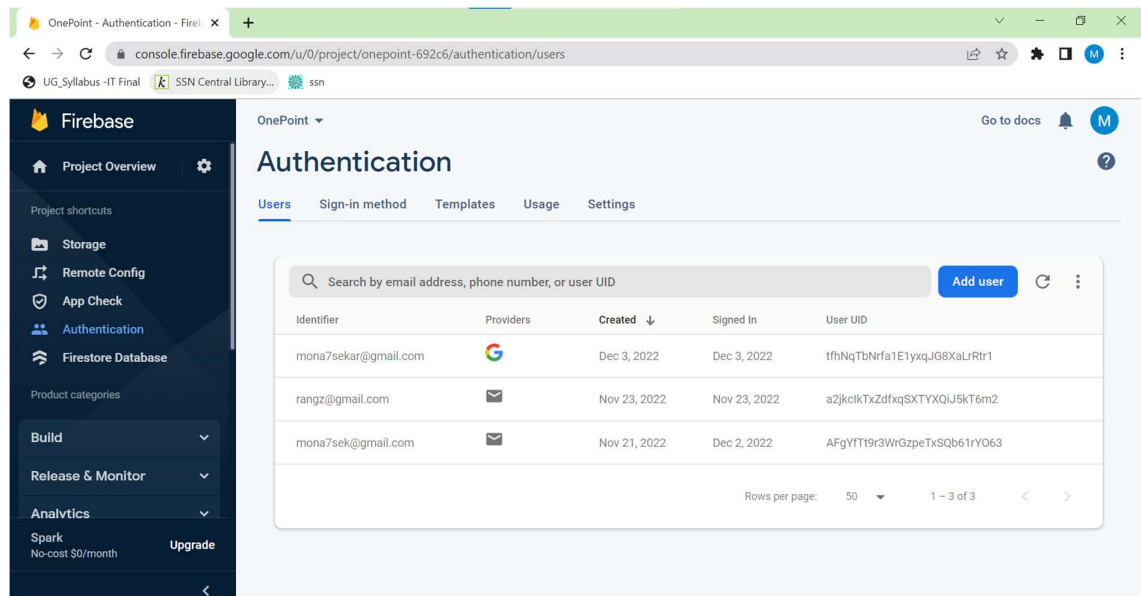 OnePoint - Authentication - Fire
console.firebase.google.com/u/0/project/onepoint-692c6/authentication/users
M
UG_Syllabus -IT Final
k SSN Central Library...
ssn
Firebase
Project Overview
Project shortcuts
Storage
Remote Config
App Check
Authentication
Firestore Database
Product categories
Build
Release & Monitor
Analytics
Spark
No-cost $0/month
Upgrade
OnePoint
Go to docs
M
Authentication
Users Sign-in method Templates Usage Settings
Search by email address, phone number, or user UID
Add user
Identifier Providers Created Signed In User UID
mona7sekar@gmail.com G Dec 3, 2022 Dec 3, 2022 tfhNqTbNrfa1E1yxqJG8XaLrRtr1
rangz@gmail.com Nov 23, 2022 Nov 23, 2022 a2jkcIkTxZdfxqSXTYXQiJ5kT6m2
mona7sek@gmail.com Nov 21, 2022 Dec 2, 2022 AFgYfTt9r3WrGzpeTxSQb61rYO63
Rows per page: 50 1 – 3 of 3